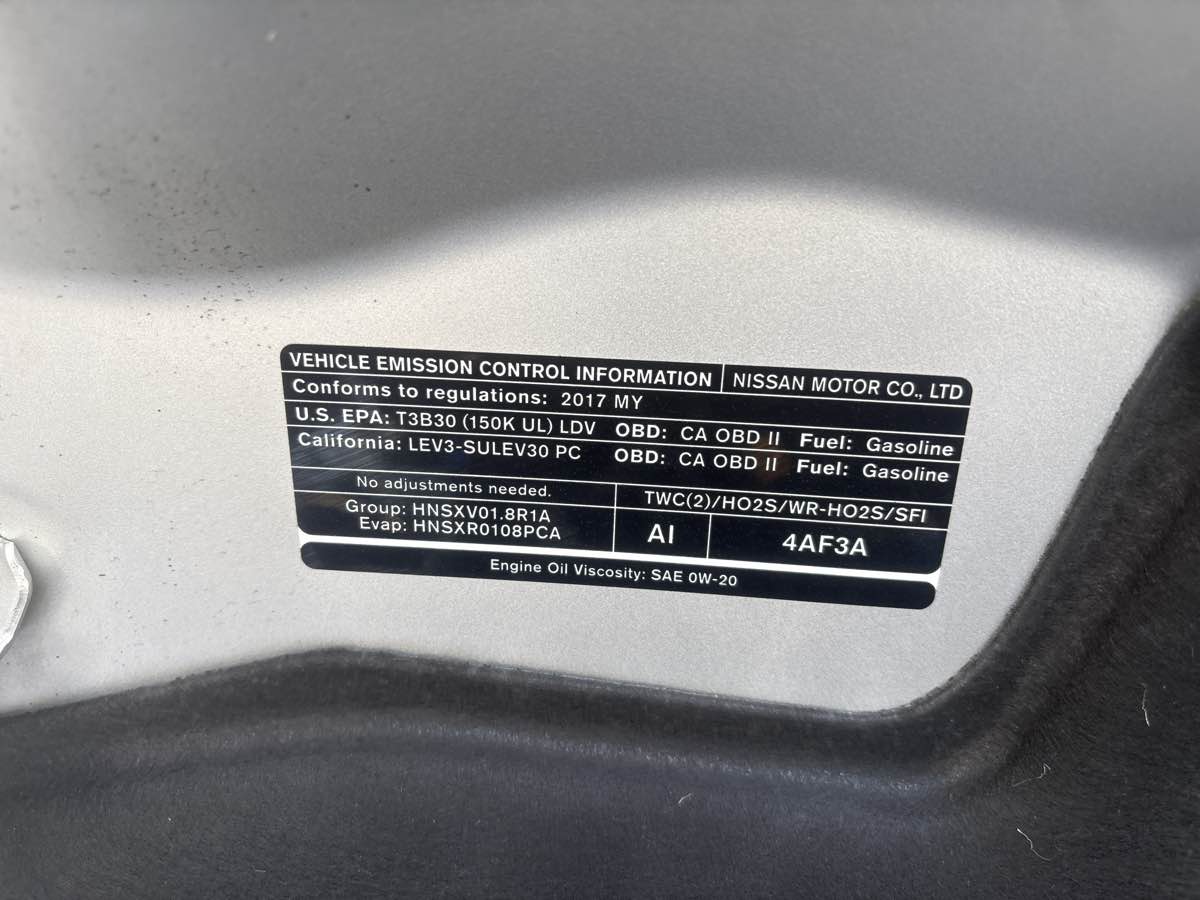 VEHICLE EMISSION CONTROL INFORMATION NISSAN MOTOR CO., LTD
Conforms to regulations: 2017 MY
U.S. EPA: T3B30 (150K UL) LDV OBD: CA OBD II Fuel: Gasoline
California: LEV3-SULEV30 PC OBD: CA OBD II Fuel: Gasoline
No adjustments needed. TWC(2)/HO2S/WR-HO2S/SFI
Group: HNSXV01.8R1A
Evap: HNSXR0108PCA
AI 4AF3A
Engine Oil Viscosity: SAE 0W-20